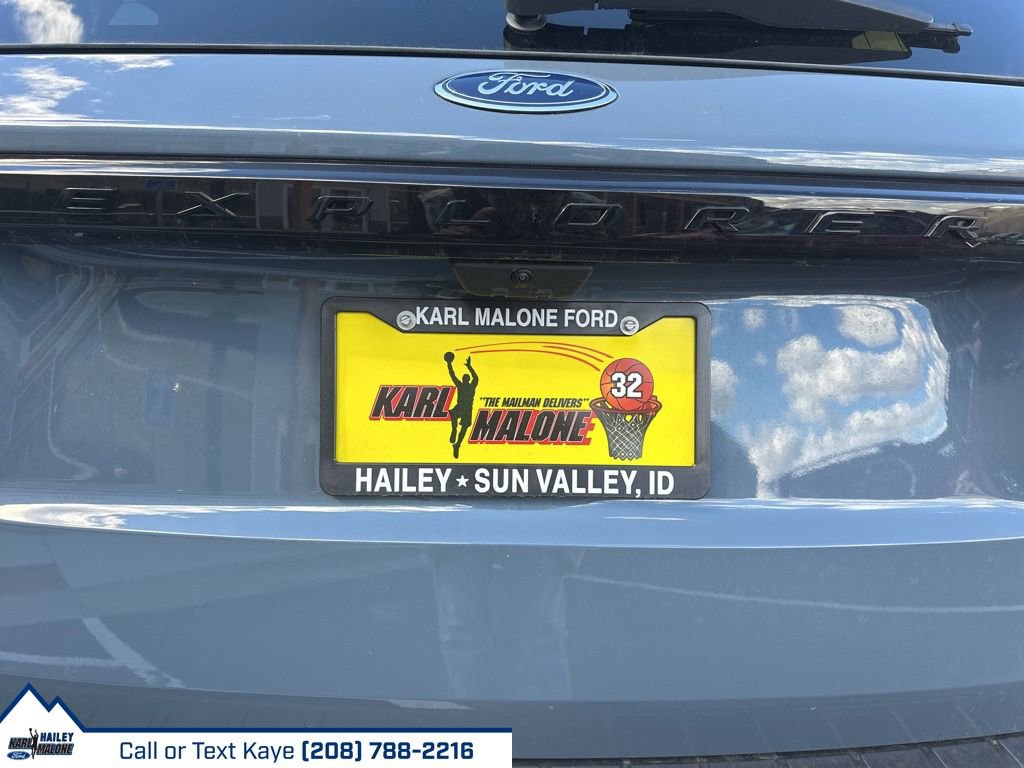 Ford
EXPLORER
KARL MALONE FORD
32
KARL "THE MAILMAN DELIVERS"
MALONE
HAILEY ★ SUN VALLEY, ID
HAILEY
KARL MALONE
Ford
Call or Text Kaye (208) 788-2216